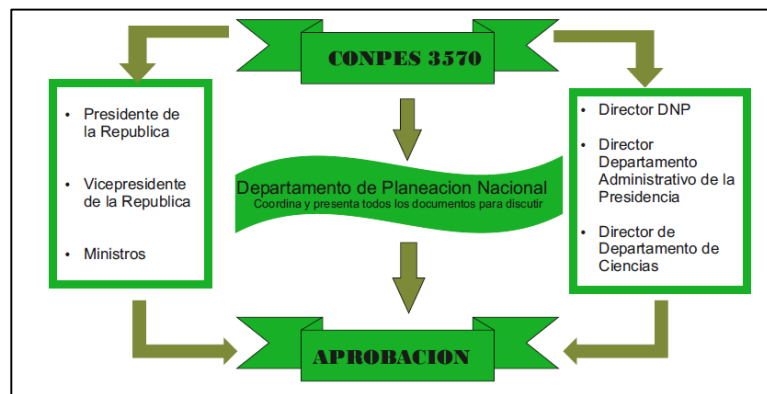 CONPES 3570
• Presidente de
la Republica
• Vicepresidente
de la Republica
• Ministros
Departamento de Planeacion Nacional
Coordina y presenta todos los documentos para discutir
• Director DNP
• Director
Departamento
Administrativo de la
Presidencia
• Director de
Departamento de
Ciencias
APROBACION